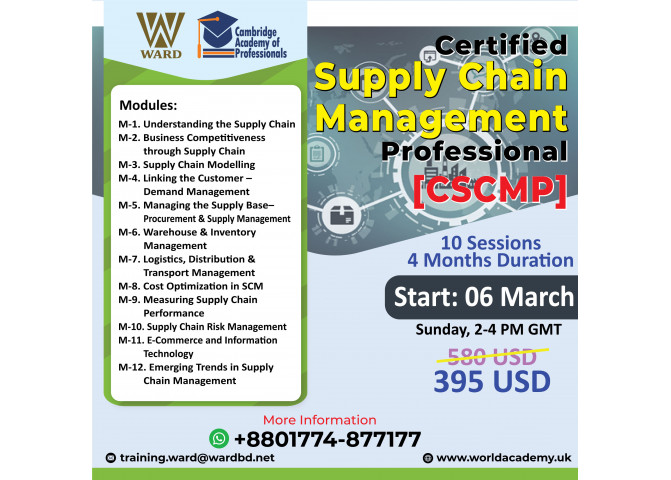 WARD
Cambridge
Academy of
Professionals
Certified
Supply Chain
Management
Professional
[CSCMP]
Modules:
M-1. Understanding the Supply Chain
M-2. Business Competitiveness
through Supply Chain
M-3. Supply Chain Modelling
M-4. Linking the Customer –
Demand Management
M-5. Managing the Supply Base–
Procurement & Supply Management
M-6. Warehouse & Inventory
Management
M-7. Logistics, Distribution &
Transport Management
M-8. Cost Optimization in SCM
M-9. Measuring Supply Chain
Performance
M-10. Supply Chain Risk Management
M-11. E-Commerce and Information
Technology
M-12. Emerging Trends in Supply
Chain Management
10 Sessions
4 Months Duration
Start: 06 March
Sunday, 2-4 PM GMT
580 USD
395 USD
More Information
+8801774-877177
training.ward@wardbd.net
www.worldacademy.uk